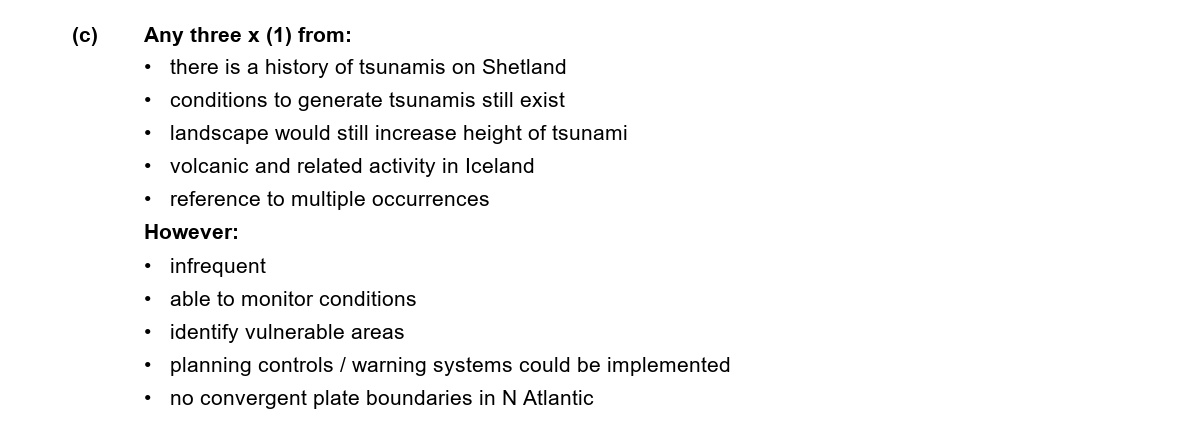 (c) Any three x (1) from:
• there is a history of tsunamis on Shetland
• conditions to generate tsunamis still exist
• landscape would still increase height of tsunami
• volcanic and related activity in Iceland
• reference to multiple occurrences
However:
• infrequent
• able to monitor conditions
• identify vulnerable areas
• planning controls / warning systems could be implemented
• no convergent plate boundaries in N Atlantic